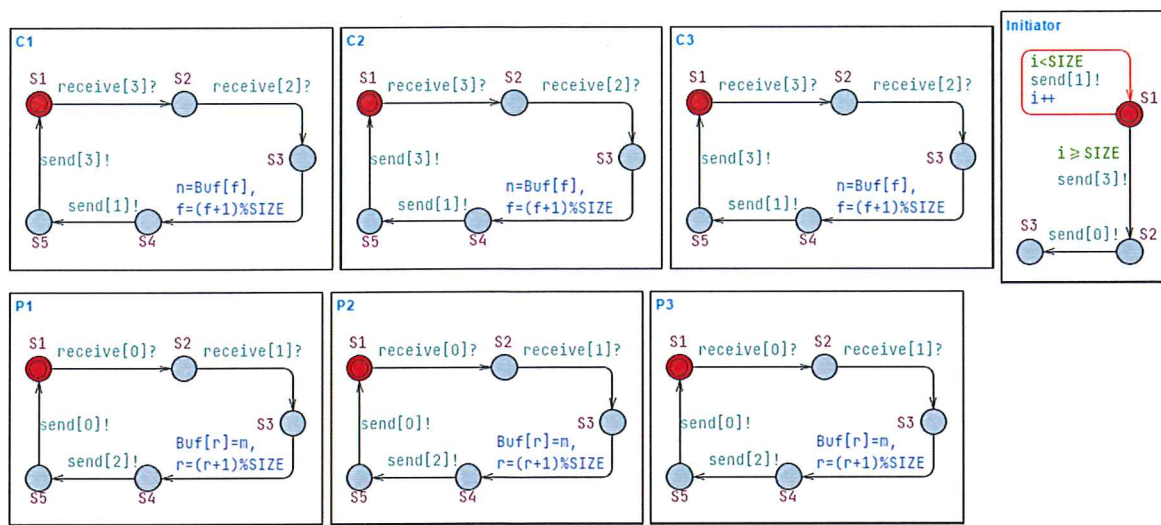 C1
S1
receive[3]?
S2
receive[2]?
S3
n=Buf[f],
f=(f+1)%SIZE
S4
send[1]!
S5
send[3]!
C2
S1
receive[3]?
S2
receive[2]?
S3
n=Buf[f],
f=(f+1)%SIZE
S4
send[1]!
S5
send[3]!
C3
S1
receive[3]?
S2
receive[2]?
S3
n=Buf[f],
f=(f+1)%SIZE
S4
send[1]!
S5
send[3]!
Initiator
i<SIZE
send[1]!
i++
S1
i⩾SIZE
send[3]!
S2
send[0]!
S3
P1
S1
receive[0]?
S2
receive[1]?
S3
Buf[r]=m,
r=(r+1)%SIZE
S4
send[2]!
S5
send[0]!
P2
S1
receive[0]?
S2
receive[1]?
S3
Buf[r]=m,
r=(r+1)%SIZE
S4
send[2]!
S5
send[0]!
P3
S1
receive[0]?
S2
receive[1]?
S3
Buf[r]=m,
r=(r+1)%SIZE
S4
send[2]!
S5
send[0]!